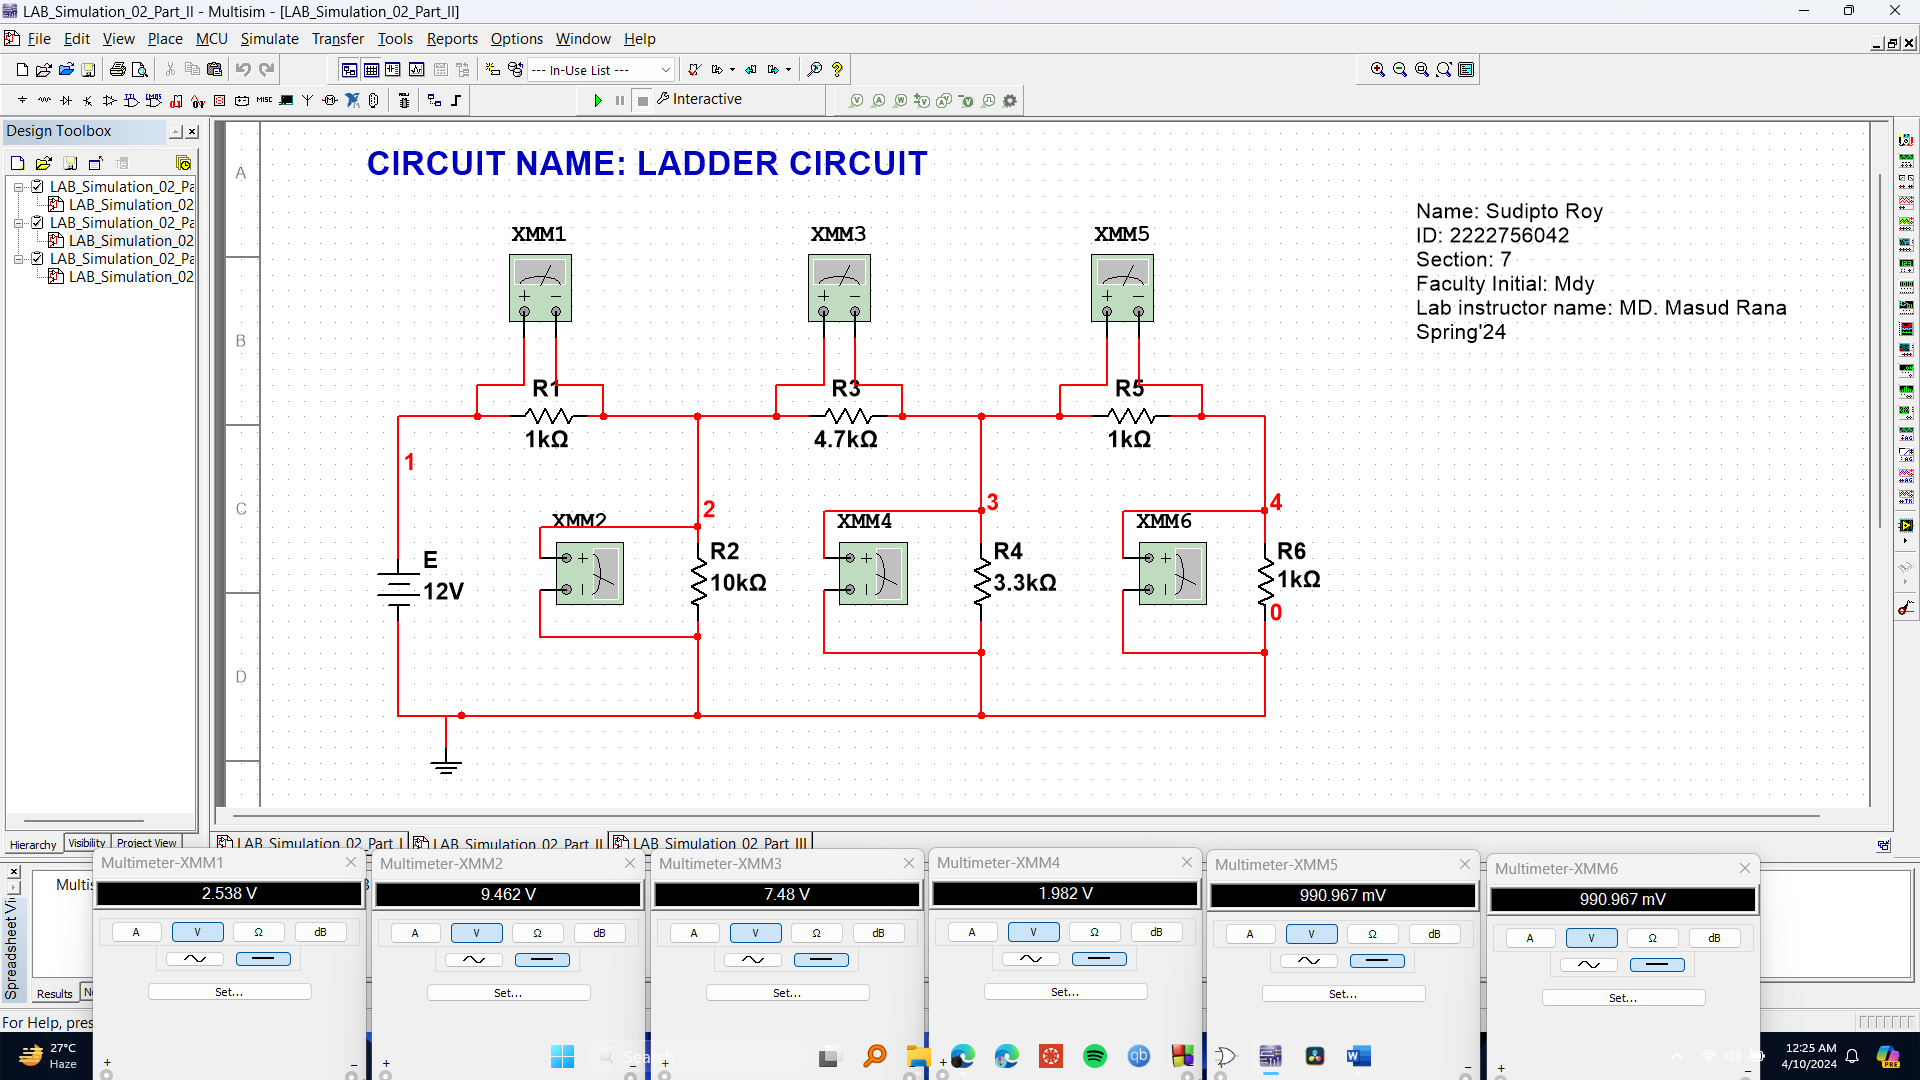 LAB_Simulation_02_Part_II - Multisim - [LAB_Simulation_02_Part_II]
File Edit View Place MCU Simulate Transfer Tools Reports Options Window Help
--- In-Use List ---
Interactive
Design Toolbox
LAB_Simulation_02_Pa
LAB_Simulation_02
LAB_Simulation_02_Pa
LAB_Simulation_02
LAB_Simulation_02_Pa
LAB_Simulation_02
Hierarchy Visibility Project View
A
B
C
D
CIRCUIT NAME: LADDER CIRCUIT
Name: Sudipto Roy
ID: 2222756042
Section: 7
Faculty Initial: Mdy
Lab instructor name: MD. Masud Rana
Spring'24
XMM1 XMM3 XMM5
R1 R3 R5
1kΩ 4.7kΩ 1kΩ
1
2 3 4
XMM2 XMM4 XMM6
E
12V
R2
10kΩ
R4
3.3kΩ
R6
1kΩ
0
LAB_Simulation_02_Part_I LAB_Simulation_02_Part_II LAB_Simulation_02_Part_III
Multimeter-XMM1
2.538 V
A V Ω dB
Set...
+ −
Multimeter-XMM2
9.462 V
A V Ω dB
Set...
+ −
Multimeter-XMM3
7.48 V
A V Ω dB
Set...
+
Multimeter-XMM4
1.982 V
A V Ω dB
Set...
+
Multimeter-XMM5
990.967 mV
A V Ω dB
Set...
−
Multimeter-XMM6
990.967 mV
A V Ω dB
Set...
+ −
Spreadsheet Vi
Multis
Results
For Help, pres
27°C
Haze
Search
12:25 AM
4/10/2024
PRE